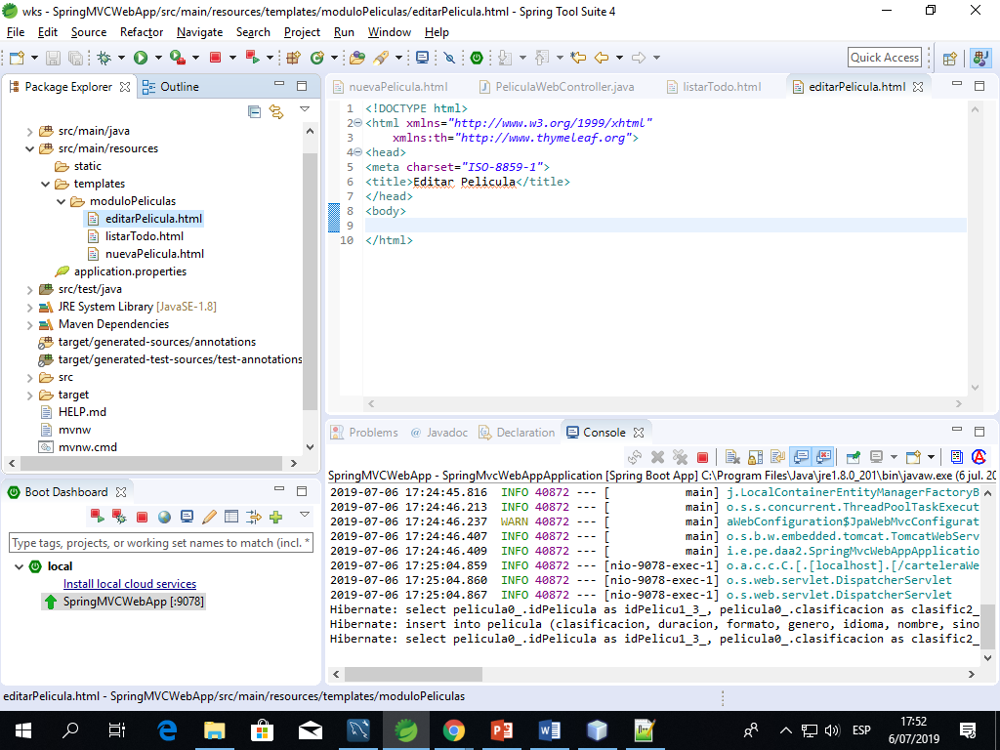 wks - SpringMVCWebApp/src/main/resources/templates/moduloPeliculas/editarPelicula.html - Spring Tool Suite 4
File Edit Source Refactor Navigate Search Project Run Window Help
Quick Access
Package Explorer Outline
src/main/java
src/main/resources
static
templates
moduloPeliculas
editarPelicula.html
listarTodo.html
nuevaPelicula.html
application.properties
src/test/java
JRE System Library [JavaSE-1.8]
Maven Dependencies
target/generated-sources/annotations
target/generated-test-sources/test-annotations
src
target
HELP.md
mvnw
mvnw.cmd
nuevaPelicula.html PeliculaWebController.java listarTodo.html editarPelicula.html
1 <!DOCTYPE html>
2 <html xmlns="http://www.w3.org/1999/xhtml"
3 xmlns:th="http://www.thymeleaf.org">
4 <head>
5 <meta charset="ISO-8859-1">
6 <title>Editar Pelicula</title>
7 </head>
8 <body>
9
10 </html>
Boot Dashboard
Type tags, projects, or working set names to match (incl. *
local
Install local cloud services
SpringMVCWebApp [:9078]
Problems @ Javadoc Declaration Console
SpringMVCWebApp - SpringMvcWebAppApplication [Spring Boot App] C:\Program Files\Java\jre1.8.0_201\bin\javaw.exe (6 jul. 20
2019-07-06 17:24:45.816 INFO 40872 --- [ main] j.LocalContainerEntityManagerFactoryB
2019-07-06 17:24:46.213 INFO 40872 --- [ main] o.s.s.concurrent.ThreadPoolTaskExecut
2019-07-06 17:24:46.237 WARN 40872 --- [ main] aWebConfiguration$JpaWebMvcConfigurat
2019-07-06 17:24:46.407 INFO 40872 --- [ main] o.s.b.w.embedded.tomcat.TomcatWebServ
2019-07-06 17:24:46.409 INFO 40872 --- [ main] i.e.pe.daa2.SpringMvcWebAppApplicatio
2019-07-06 17:25:04.859 INFO 40872 --- [nio-9078-exec-1] o.a.c.c.C.[.[localhost].[/carteleraWe
2019-07-06 17:25:04.860 INFO 40872 --- [nio-9078-exec-1] o.s.web.servlet.DispatcherServlet
2019-07-06 17:25:04.867 INFO 40872 --- [nio-9078-exec-1] o.s.web.servlet.DispatcherServlet
Hibernate: select pelicula0_.idPelicula as idPelicu1_3_, pelicula0_.clasificacion as clasific2_
Hibernate: insert into pelicula (clasificacion, duracion, formato, genero, idioma, nombre, sino
Hibernate: select pelicula0_.idPelicula as idPelicu1_3_, pelicula0_.clasificacion as clasific2_
editarPelicula.html - SpringMVCWebApp/src/main/resources/templates/moduloPeliculas
ESP
17:52
6/07/2019